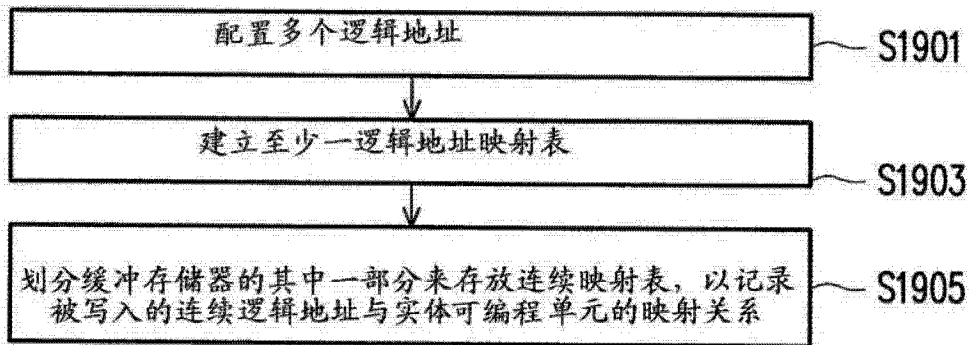 配置多个逻辑地址
S1901
建立至少一逻辑地址映射表
S1903
划分缓冲存储器的其中一部分来存放连续映射表，以记录
被写入的连续逻辑地址与实体可编程单元的映射关系
S1905